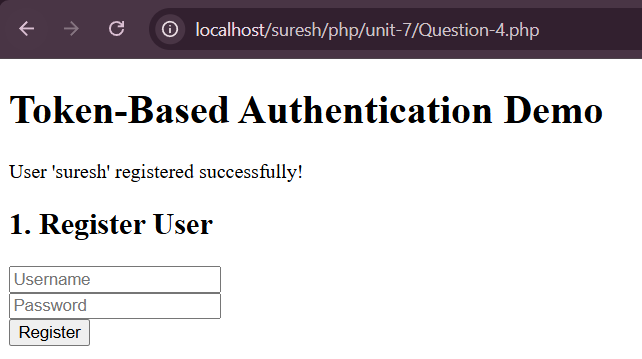 localhost/suresh/php/unit-7/Question-4.php
Token-Based Authentication Demo
User 'suresh' registered successfully!
1. Register User
Username
Password
Register